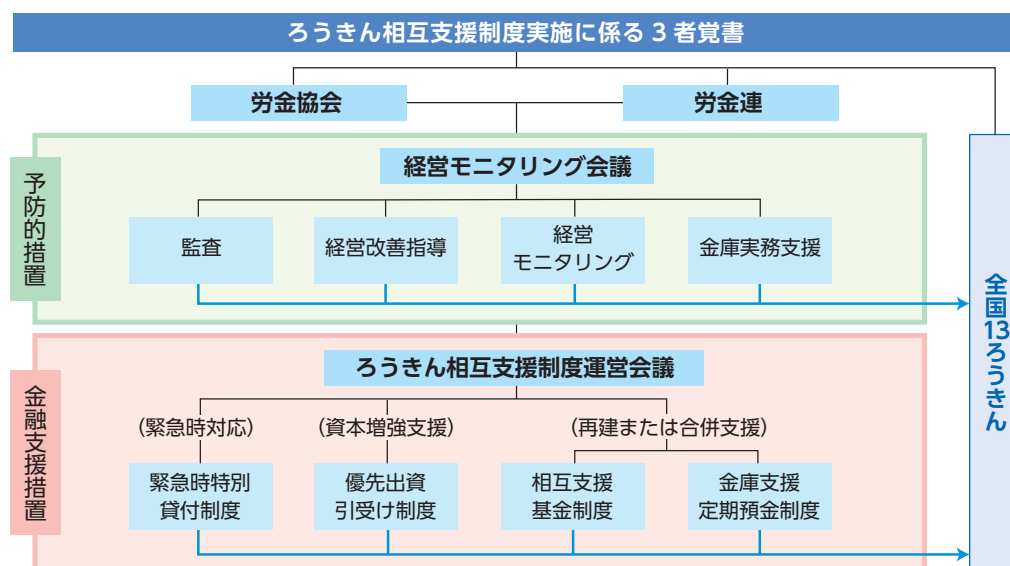 ろうきん相互支援制度実施に係る 3 者覚書
労金協会
労金連
予防的措置
経営モニタリング会議
監査
経営改善指導
経営
モニタリング
金庫実務支援
全国13ろうきん
金融支援措置
ろうきん相互支援制度運営会議
(緊急時対応)
(資本増強支援)
(再建または合併支援)
緊急時特別
貸付制度
優先出資
引受け制度
相互支援
基金制度
金庫支援
定期預金制度